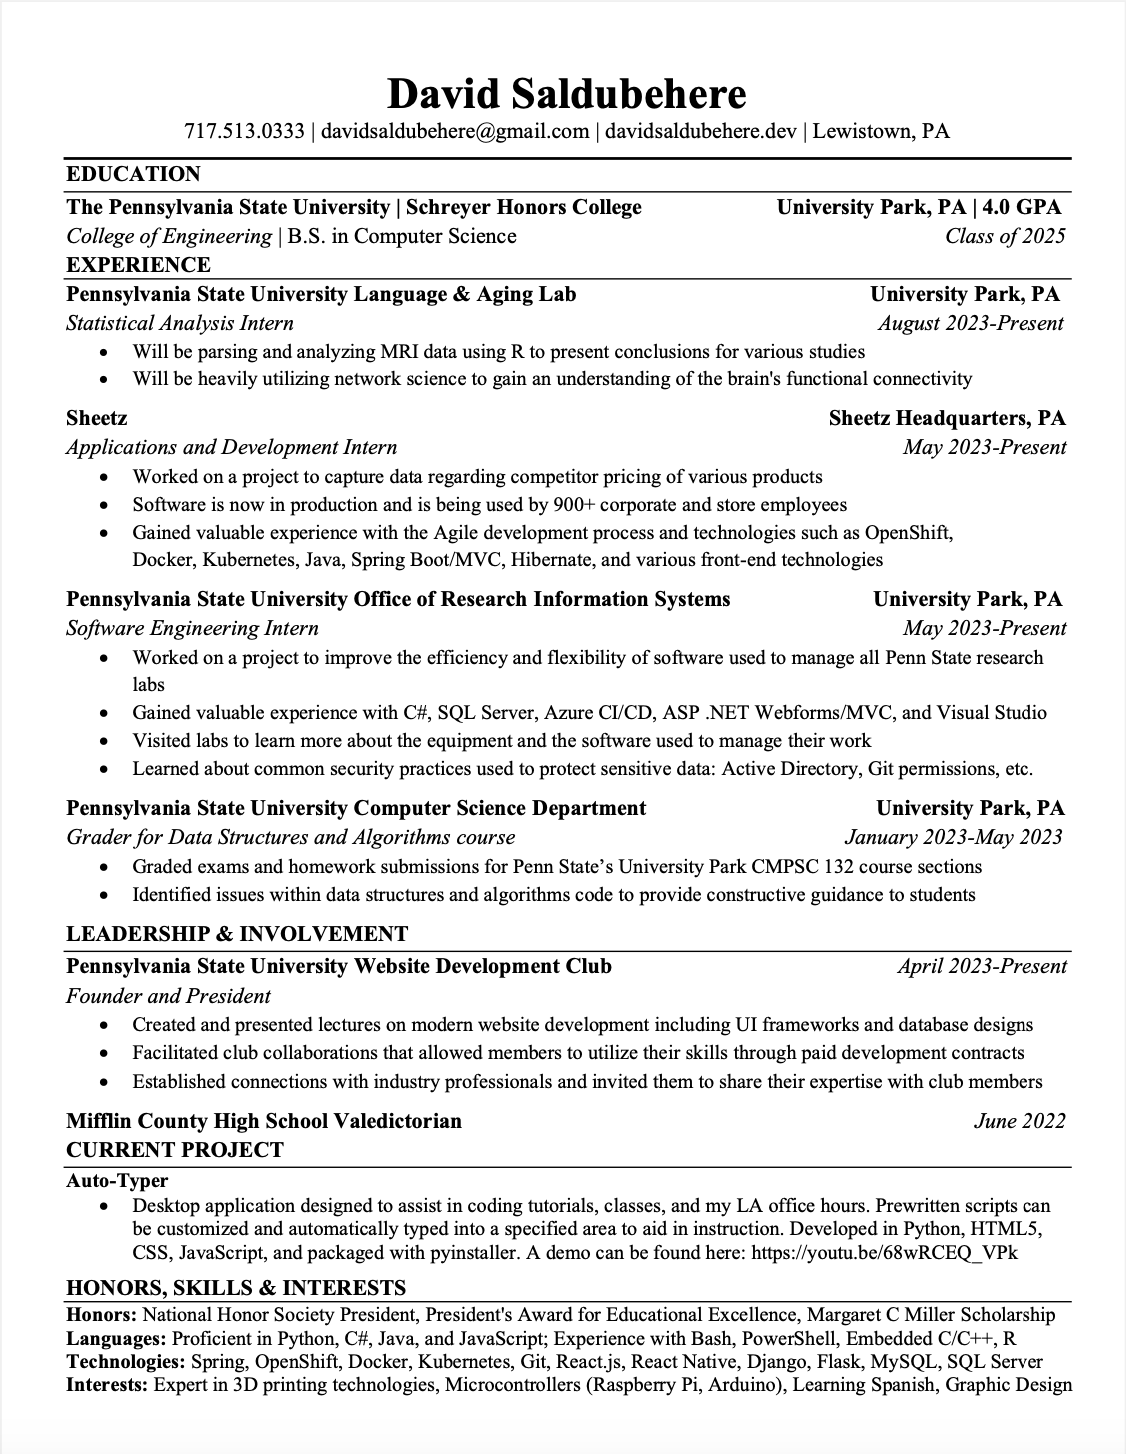 David Saldubehere
717.513.0333 | davidsaldubehere@gmail.com | davidsaldubehere.dev | Lewistown, PA
EDUCATION
The Pennsylvania State University | Schreyer Honors College University Park, PA | 4.0 GPA
College of Engineering | B.S. in Computer Science Class of 2025
EXPERIENCE
Pennsylvania State University Language & Aging Lab University Park, PA
Statistical Analysis Intern August 2023-Present
• Will be parsing and analyzing MRI data using R to present conclusions for various studies
• Will be heavily utilizing network science to gain an understanding of the brain's functional connectivity
Sheetz Sheetz Headquarters, PA
Applications and Development Intern May 2023-Present
• Worked on a project to capture data regarding competitor pricing of various products
• Software is now in production and is being used by 900+ corporate and store employees
• Gained valuable experience with the Agile development process and technologies such as OpenShift,
Docker, Kubernetes, Java, Spring Boot/MVC, Hibernate, and various front-end technologies
Pennsylvania State University Office of Research Information Systems University Park, PA
Software Engineering Intern May 2023-Present
• Worked on a project to improve the efficiency and flexibility of software used to manage all Penn State research
labs
• Gained valuable experience with C#, SQL Server, Azure CI/CD, ASP .NET Webforms/MVC, and Visual Studio
• Visited labs to learn more about the equipment and the software used to manage their work
• Learned about common security practices used to protect sensitive data: Active Directory, Git permissions, etc.
Pennsylvania State University Computer Science Department University Park, PA
Grader for Data Structures and Algorithms course January 2023-May 2023
• Graded exams and homework submissions for Penn State’s University Park CMPSC 132 course sections
• Identified issues within data structures and algorithms code to provide constructive guidance to students
LEADERSHIP & INVOLVEMENT
Pennsylvania State University Website Development Club April 2023-Present
Founder and President
• Created and presented lectures on modern website development including UI frameworks and database designs
• Facilitated club collaborations that allowed members to utilize their skills through paid development contracts
• Established connections with industry professionals and invited them to share their expertise with club members
Mifflin County High School Valedictorian June 2022
CURRENT PROJECT
Auto-Typer
• Desktop application designed to assist in coding tutorials, classes, and my LA office hours. Prewritten scripts can
be customized and automatically typed into a specified area to aid in instruction. Developed in Python, HTML5,
CSS, JavaScript, and packaged with pyinstaller. A demo can be found here: https://youtu.be/68wRCEQ_VPk
HONORS, SKILLS & INTERESTS
Honors: National Honor Society President, President's Award for Educational Excellence, Margaret C Miller Scholarship
Languages: Proficient in Python, C#, Java, and JavaScript; Experience with Bash, PowerShell, Embedded C/C++, R
Technologies: Spring, OpenShift, Docker, Kubernetes, Git, React.js, React Native, Django, Flask, MySQL, SQL Server
Interests: Expert in 3D printing technologies, Microcontrollers (Raspberry Pi, Arduino), Learning Spanish, Graphic Design